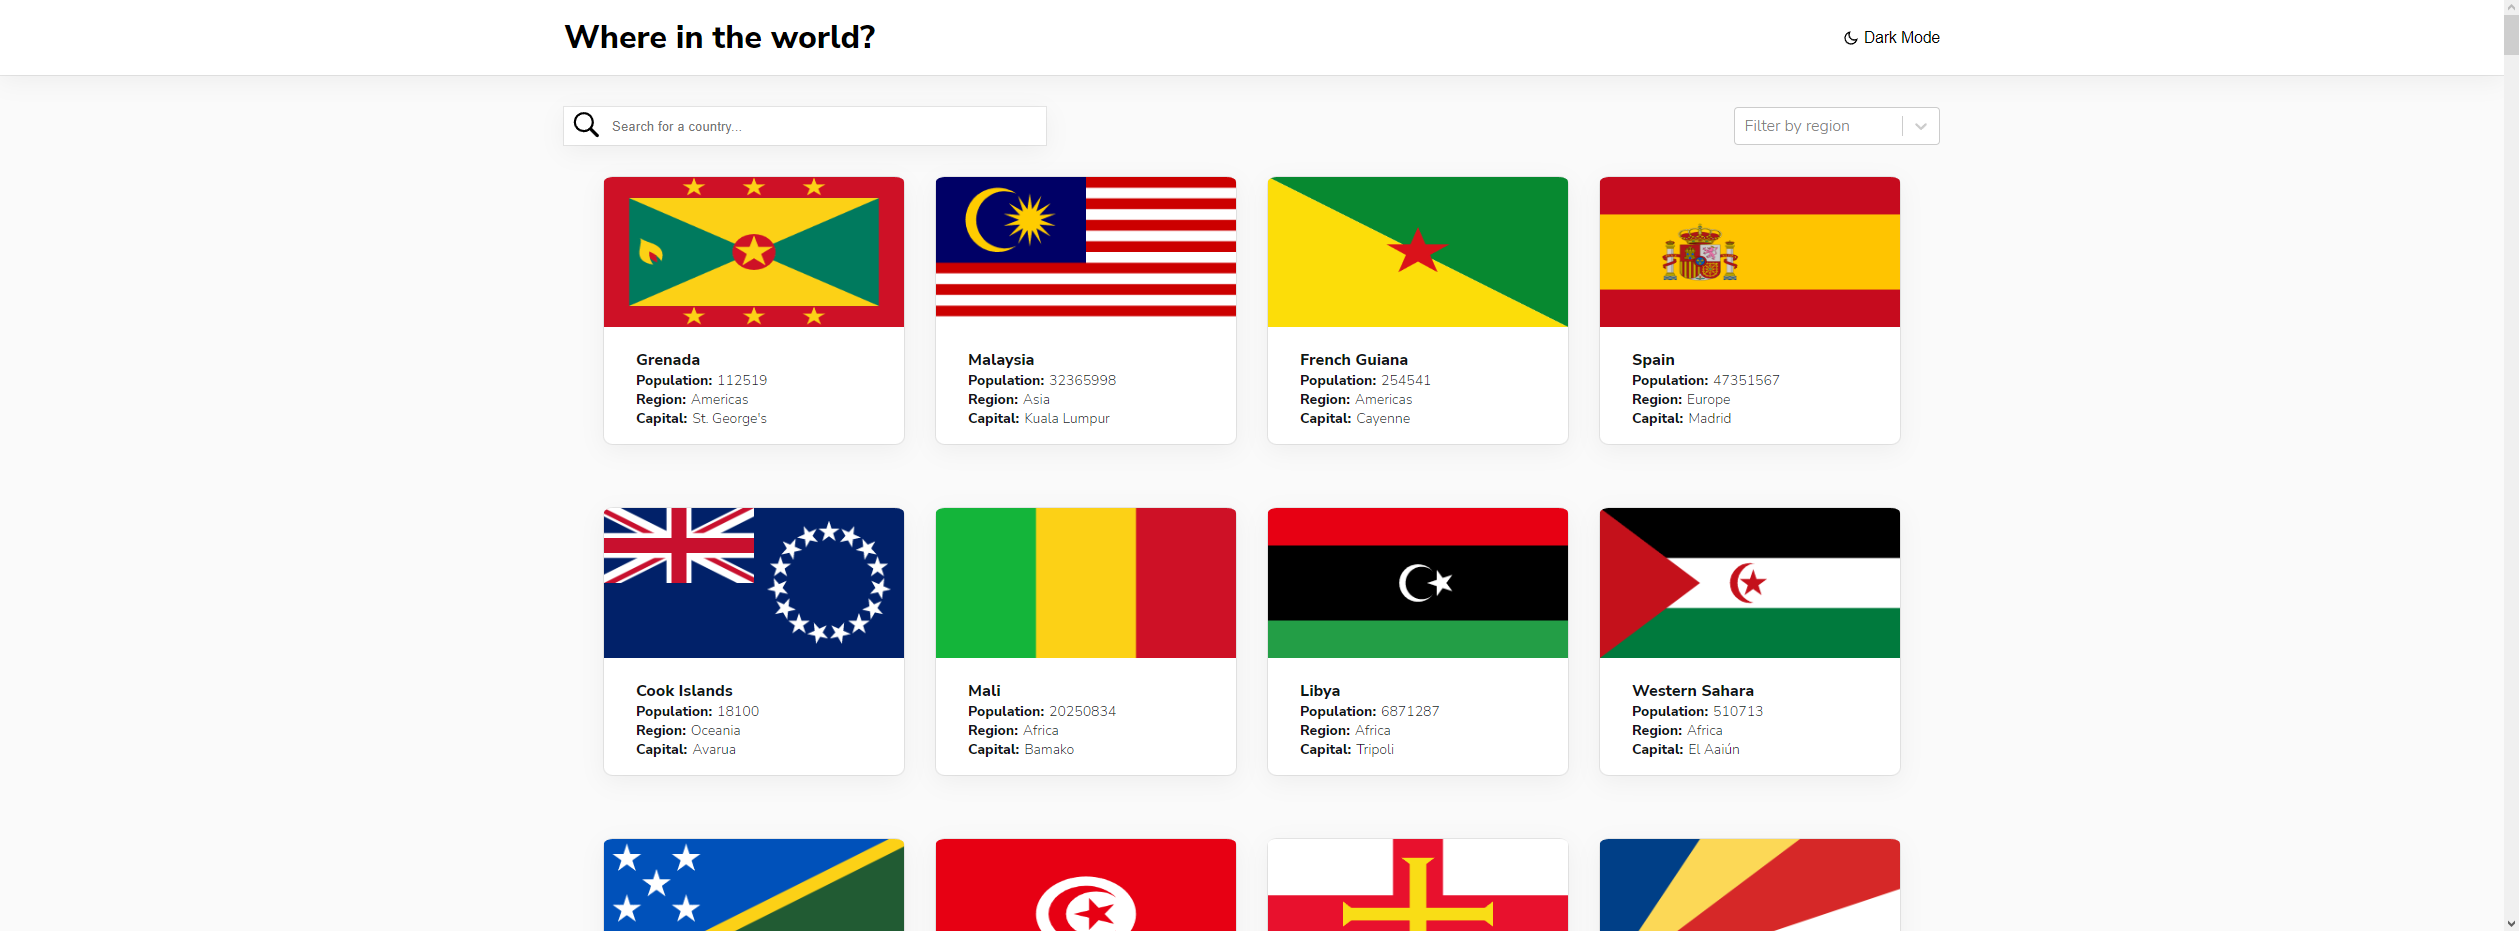 Where in the world?
Dark Mode
Search for a country...
Filter by region
Grenada
Population: 112519
Region: Americas
Capital: St. George's
Malaysia
Population: 32365998
Region: Asia
Capital: Kuala Lumpur
French Guiana
Population: 254541
Region: Americas
Capital: Cayenne
Spain
Population: 47351567
Region: Europe
Capital: Madrid
Cook Islands
Population: 18100
Region: Oceania
Capital: Avarua
Mali
Population: 20250834
Region: Africa
Capital: Bamako
Libya
Population: 6871287
Region: Africa
Capital: Tripoli
Western Sahara
Population: 510713
Region: Africa
Capital: El Aaiún